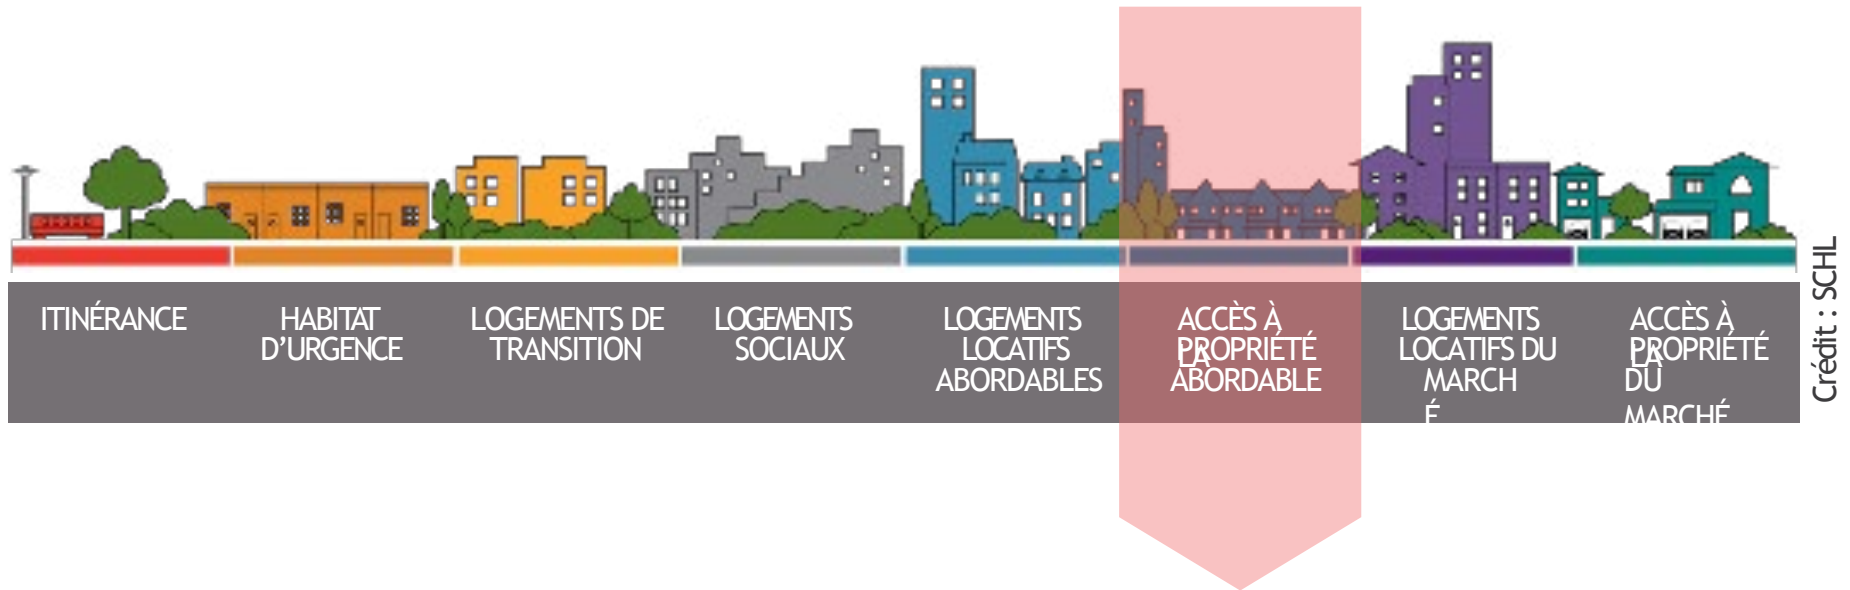 ITINÉRANCE
HABITAT
D’URGENCE
LOGEMENTS DE
TRANSITION
LOGEMENTS
SOCIAUX
LOGEMENTS
LOCATIFS
ABORDABLES
ACCÈS À
LA
PROPRIÉTÉ
ABORDABLE
LOGEMENTS
LOCATIFS DU
MARCH
É
ACCÈS À
LA
PROPRIÉTÉ
DU
MARCHÉ
Crédit : SCHL